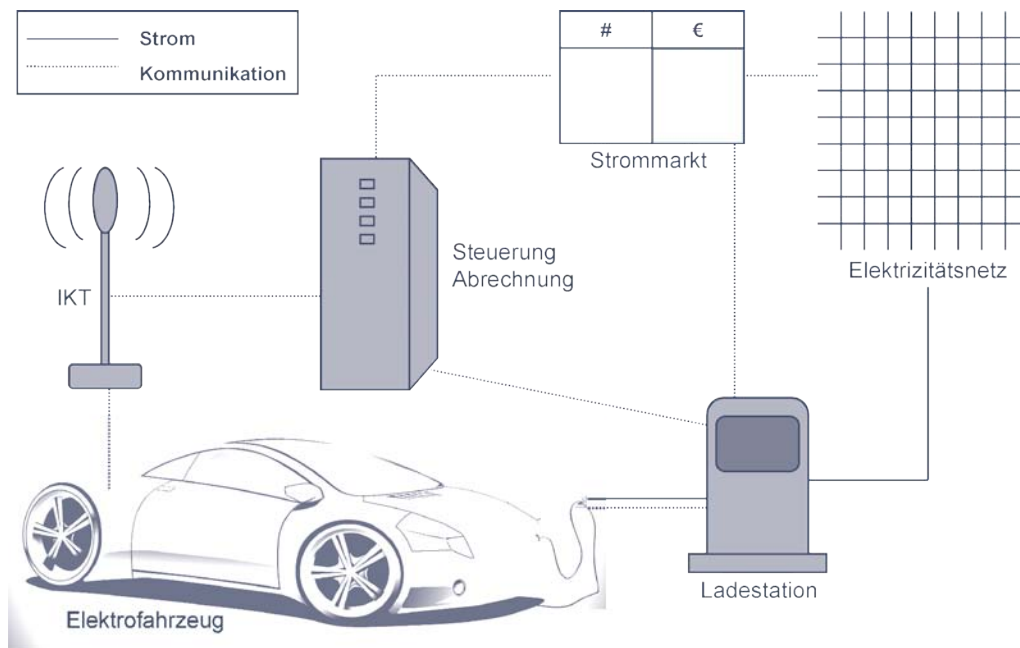 Strom
Kommunikation
# €
Strommarkt
Elektrizitätsnetz
Steuerung
Abrechnung
IKT
Ladestation
Elektrofahrzeug